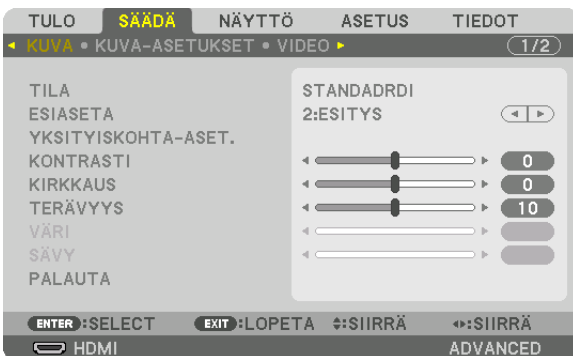 TULO SÄÄDÄ NÄYTTÖ ASETUS TIEDOT
KUVA • KUVA-ASETUKSET • VIDEO 1/2
TILA STANDADRDI
ESIASETA 2:ESITYS
YKSITYISKOHTA-ASET.
KONTRASTI 0
KIRKKAUS 0
TERÄVYYS 10
VÄRI
SÄVY
PALAUTA
ENTER :SELECT EXIT :LOPETA :SIIRRÄ :SIIRRÄ
HDMI ADVANCED